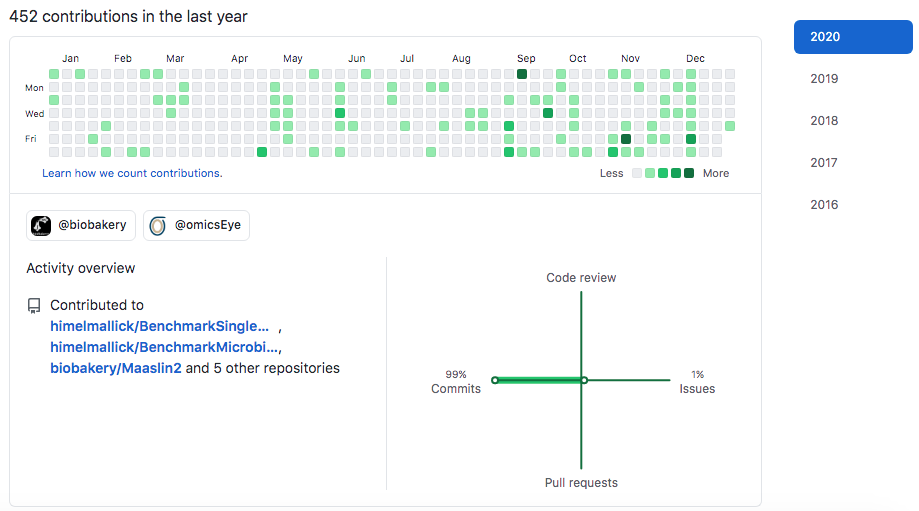 452 contributions in the last year
2020
2019
2018
2017
2016
Jan Feb Mar Apr May Jun Jul Aug Sep Oct Nov Dec
Mon
Wed
Fri
Learn how we count contributions.
Less More
@biobakery @omicsEye
Activity overview
Contributed to
himelmallick/BenchmarkSingle... ,
himelmallick/BenchmarkMicrobi...,
biobakery/Maaslin2 and 5 other repositories
Code review
99%
Commits
1%
Issues
Pull requests